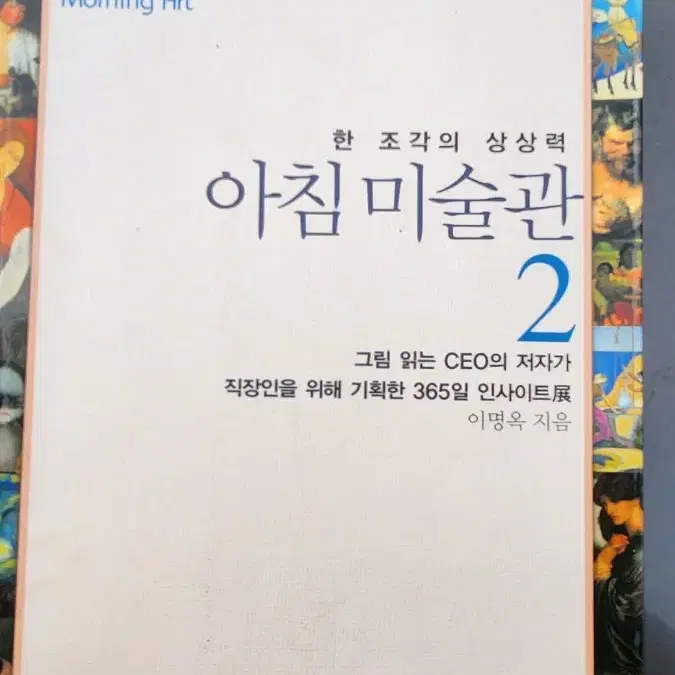 Morning Art
한 조각의 상상력
아침 미술관
2
그림 읽는 CEO의 저자가
직장인을 위해 기획한 365일 인사이트展
이명옥 지음